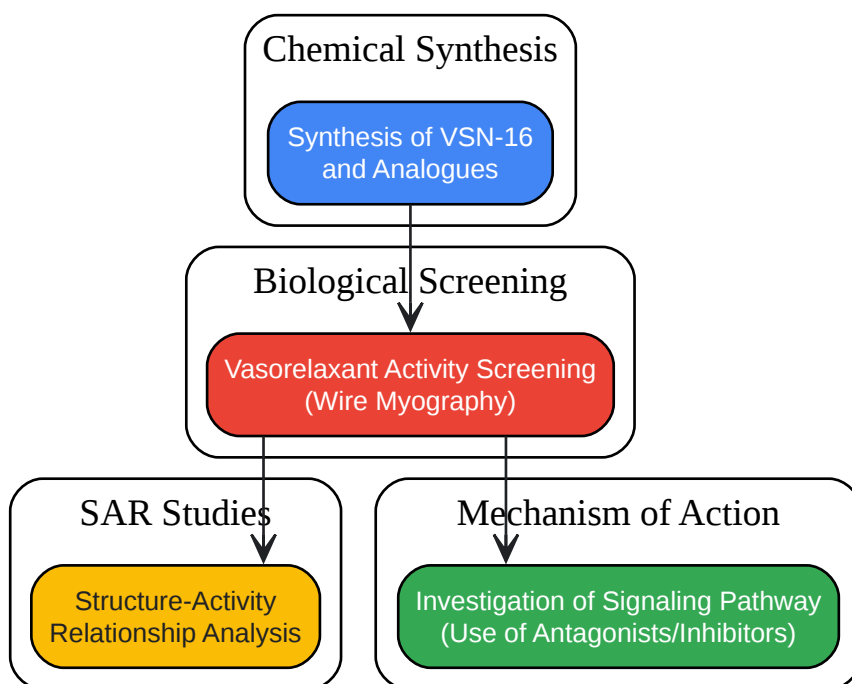 Chemical Synthesis
Synthesis of VSN-16
and Analogues
Biological Screening
Vasorelaxant Activity Screening
(Wire Myography)
SAR Studies
Structure-Activity
Relationship Analysis
Mechanism of Action
Investigation of Signaling Pathway
(Use of Antagonists/Inhibitors)